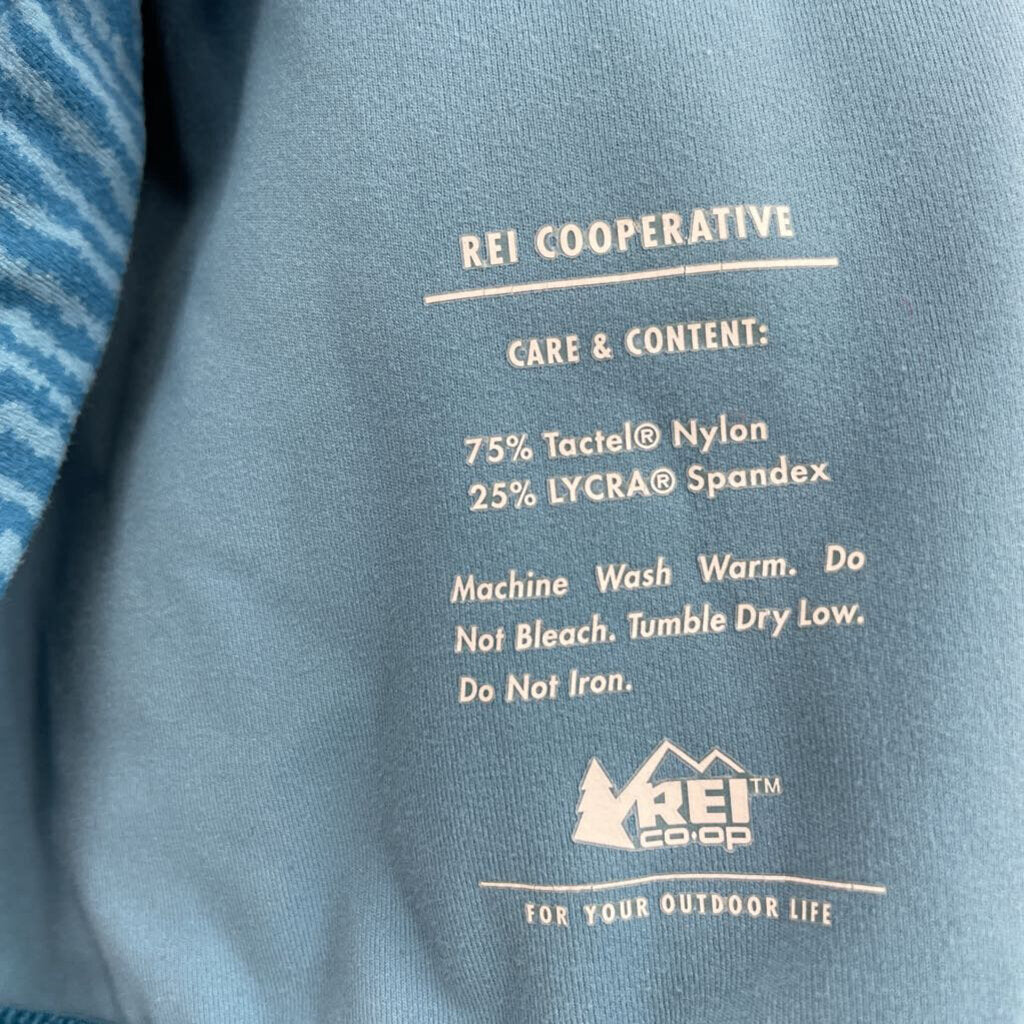 REI COOPERATIVE
CARE & CONTENT:
75% Tactel® Nylon
25% LYCRA® Spandex
Machine Wash Warm. Do
Not Bleach. Tumble Dry Low.
Do Not Iron.
REI™
CO·OP
FOR YOUR OUTDOOR LIFE